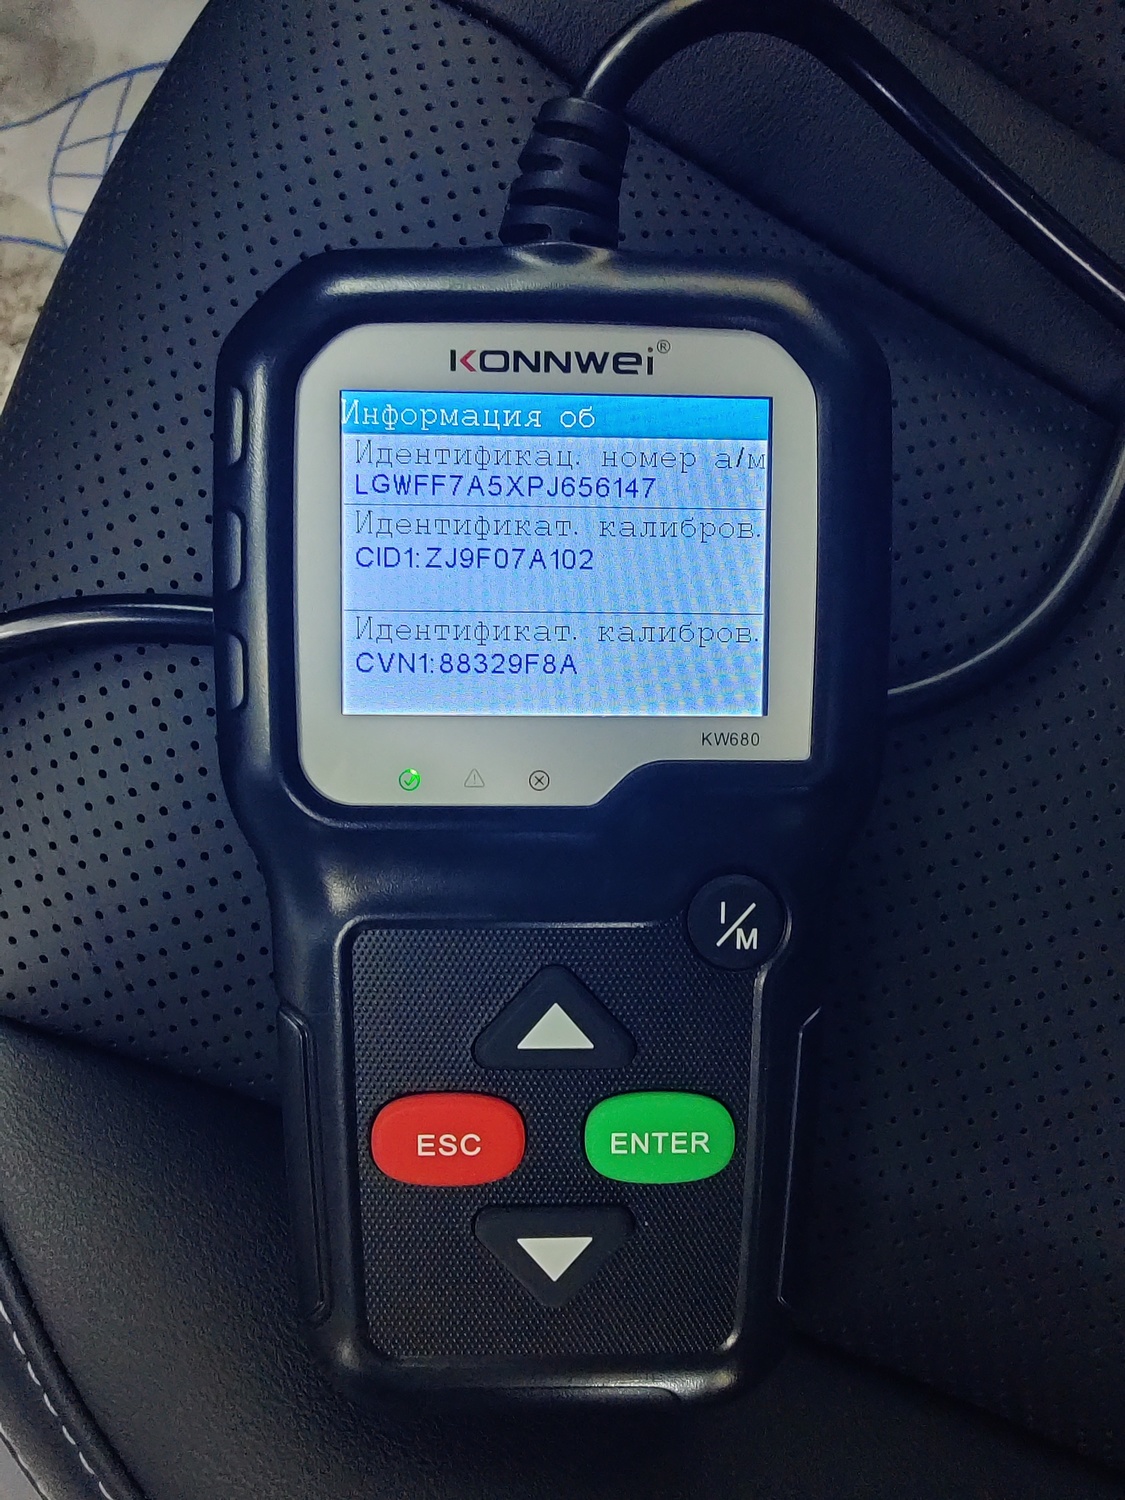 KONNWEI®
Информация об
Идентификац. номер а/м
LGWFF7A5XPJ656147
Идентификат. калибров.
CID1:ZJ9F07A102
Идентификат. калибров.
CVN1:88329F8A
KW680
I/M
ESC
ENTER